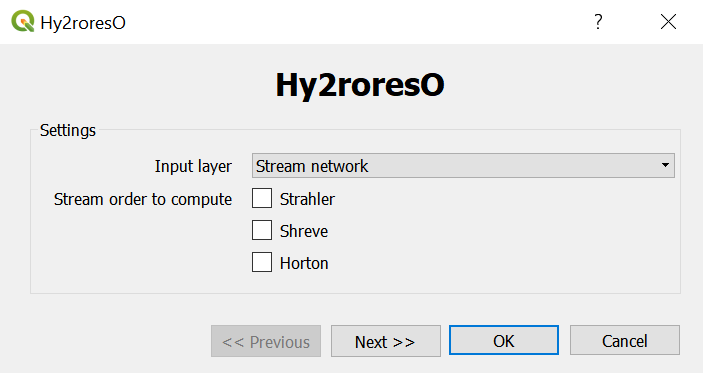 Hy2roresO
?
Hy2roresO
Settings
Input layer Stream network
Stream order to compute Strahler
Shreve
Horton
<< Previous Next >> OK Cancel